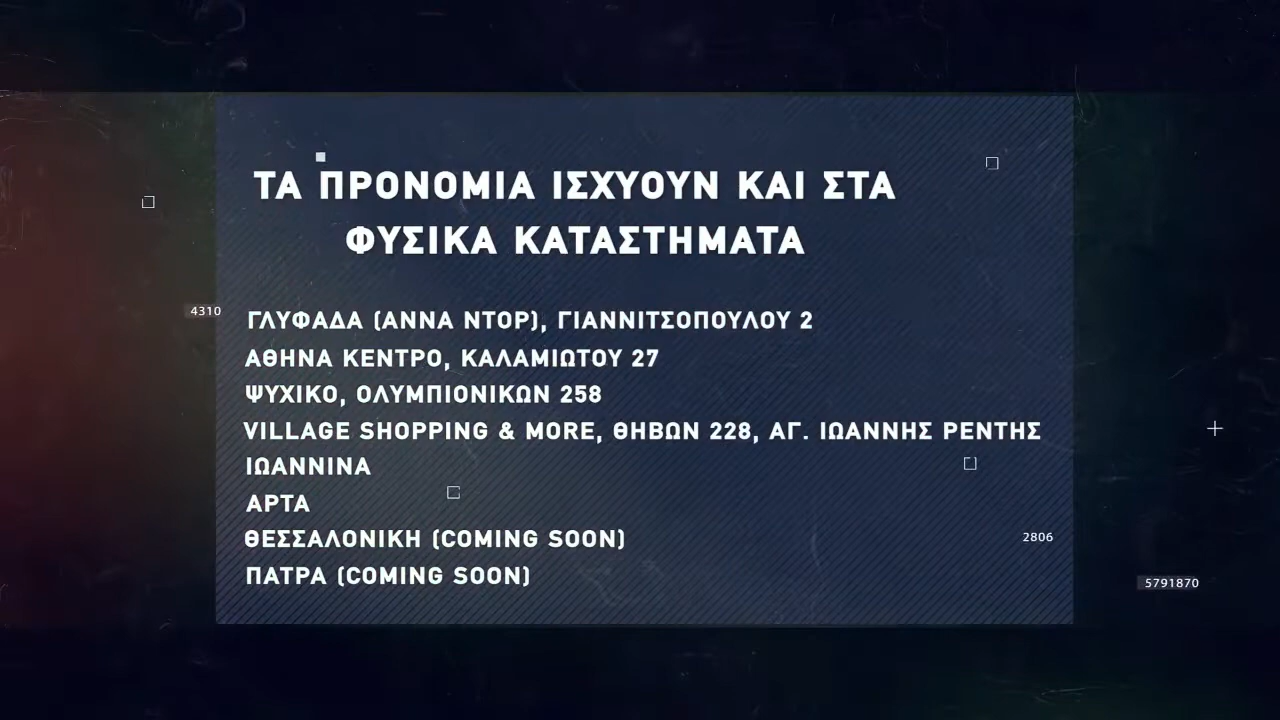 ΤΑ ΠΡΟΝΟΜΙΑ ΙΣΧΥΟΥΝ ΚΑΙ ΣΤΑ
ΦΥΣΙΚΑ ΚΑΤΑΣΤΗΜΑΤΑ
4310
ΓΛΥΦΑΔΑ (ΑΝΝΑ ΝΤΟΡ), ΓΙΑΝΝΙΤΣΟΠΟΥΛΟΥ 2
ΑΘΗΝΑ ΚΕΝΤΡΟ, ΚΑΛΑΜΙΩΤΟΥ 27
ΨΥΧΙΚΟ, ΟΛΥΜΠΙΟΝΙΚΩΝ 258
VILLAGE SHOPPING & MORE, ΘΗΒΩΝ 228, ΑΓ. ΙΩΑΝΝΗΣ ΡΕΝΤΗΣ
ΙΩΑΝΝΙΝΑ
ΑΡΤΑ
ΘΕΣΣΑΛΟΝΙΚΗ (COMING SOON)
2806
ΠΑΤΡΑ (COMING SOON)
5791870